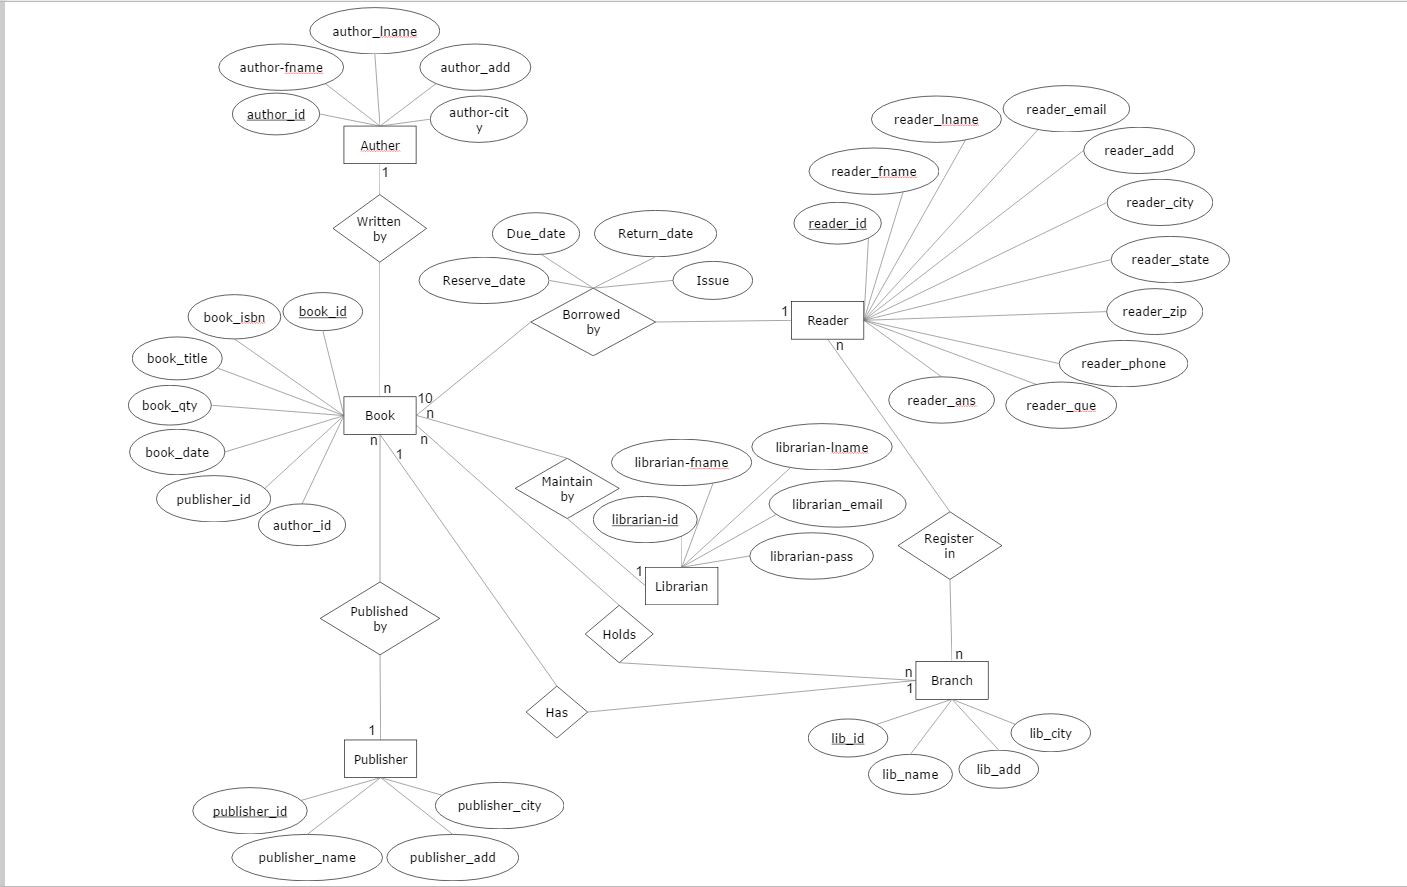 author_lname
author-fname
author_add
author_id
author-cit
y
Auther
1
Written
by
n
reader_lname
reader_email
reader_add
reader_fname
reader_city
reader_id
reader_state
reader_zip
reader_phone
reader_que
reader_ans
Reader
1
n
Due_date
Return_date
Reserve_date
Issue
Borrowed
by
book_isbn
book_id
book_title
book_qty
book_date
publisher_id
author_id
Book
10
n
n
n
1
Maintain
by
librarian-fname
librarian-lname
librarian-id
librarian_email
librarian-pass
1
Librarian
Register
in
n
Published
by
Holds
Has
n
1
Branch
lib_id
lib_name
lib_add
lib_city
1
Publisher
publisher_id
publisher_city
publisher_name
publisher_add